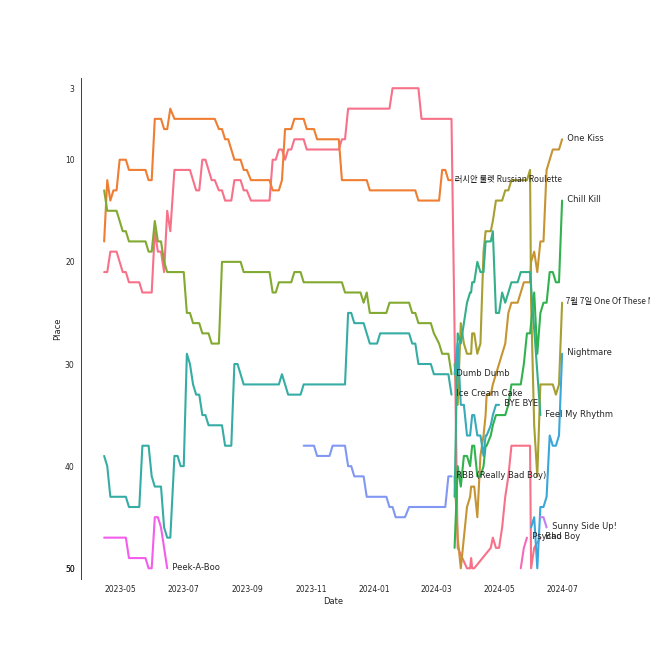 3
10
One Kiss
러시안 룰렛 Russian Roulette
Chill Kill
20
7월 7일 One Of These N
Place
30
Nightmare
Dumb Dumb
Ice Cream Cake
BYE BYE
Feel My Rhythm
40
RBB (Really Bad Boy)
Sunny Side Up!
Bad Boy
50
Peek-A-Boo
2023-05
2023-07
2023-09
2023-11
2024-01
2024-03
2024-05
2024-07
Date